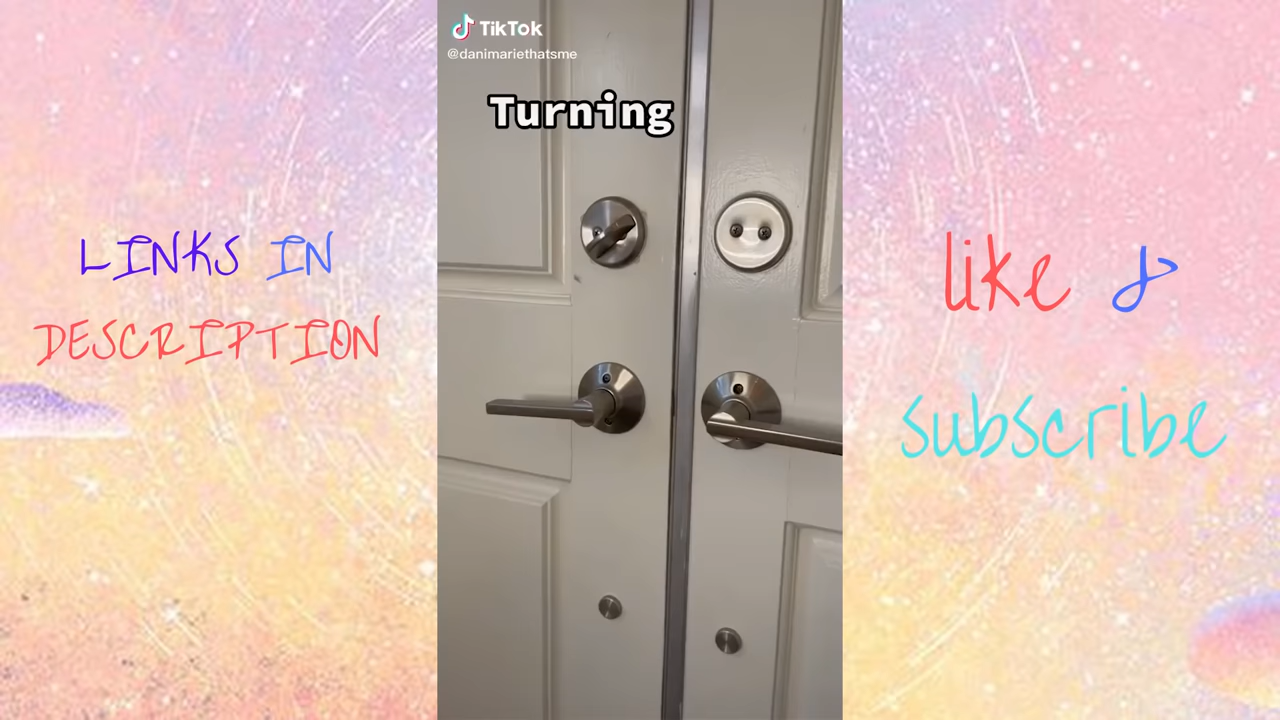 TikTok
@danimariethatsme
Turning
LINKS IN
DESCRIPTION
like &
subscribe